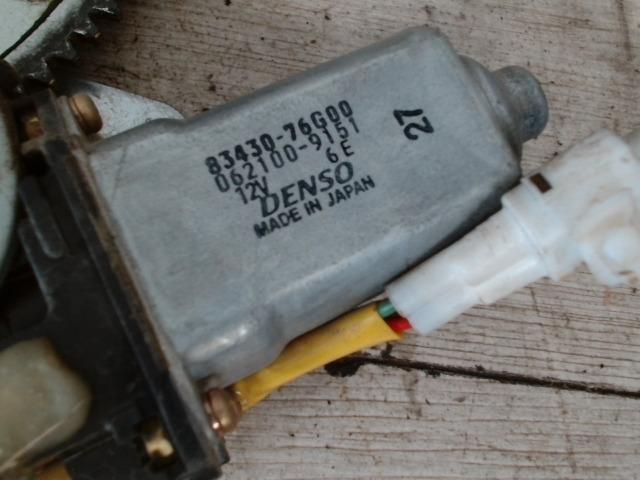 83430-76G00
062100-9151
12V 6E
DENSO
MADE IN JAPAN
27